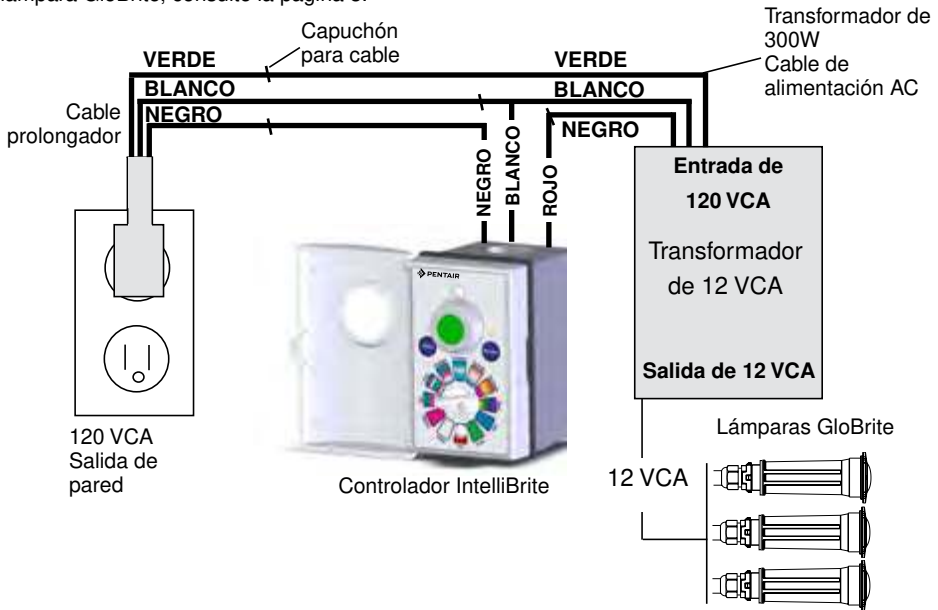 lámpara GloBrite, consulte la página
Capuchón
para cable
Transformador de
300W
Cable de
alimentación AC
VERDE
VERDE
BLANCO
BLANCO
Cable
prolongador
NEGRO
NEGRO
NEGRO
BLANCO
ROJO
Entrada de
120 VCA
Transformador
de 12 VCA
Salida de 12 VCA
PENTAIR
120 VCA
Salida de
pared
Controlador IntelliBrite
12 VCA
Lámparas GloBrite